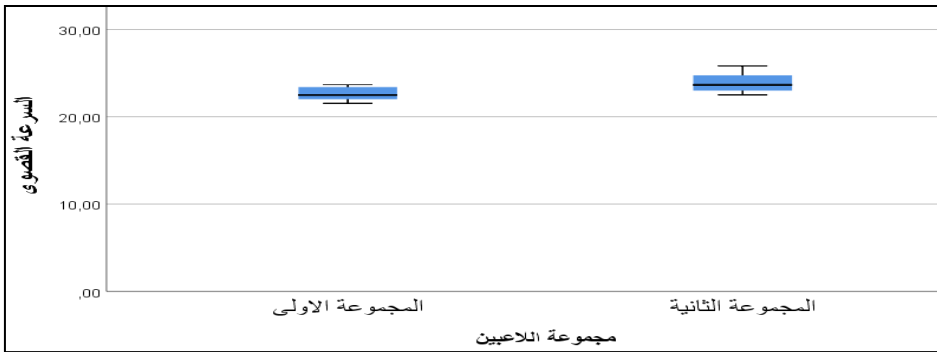 30,00
السرعة القصوى
20,00
10,00
,00
المجموعة الاولى
المجموعة الثانية
مجموعة اللاعبين